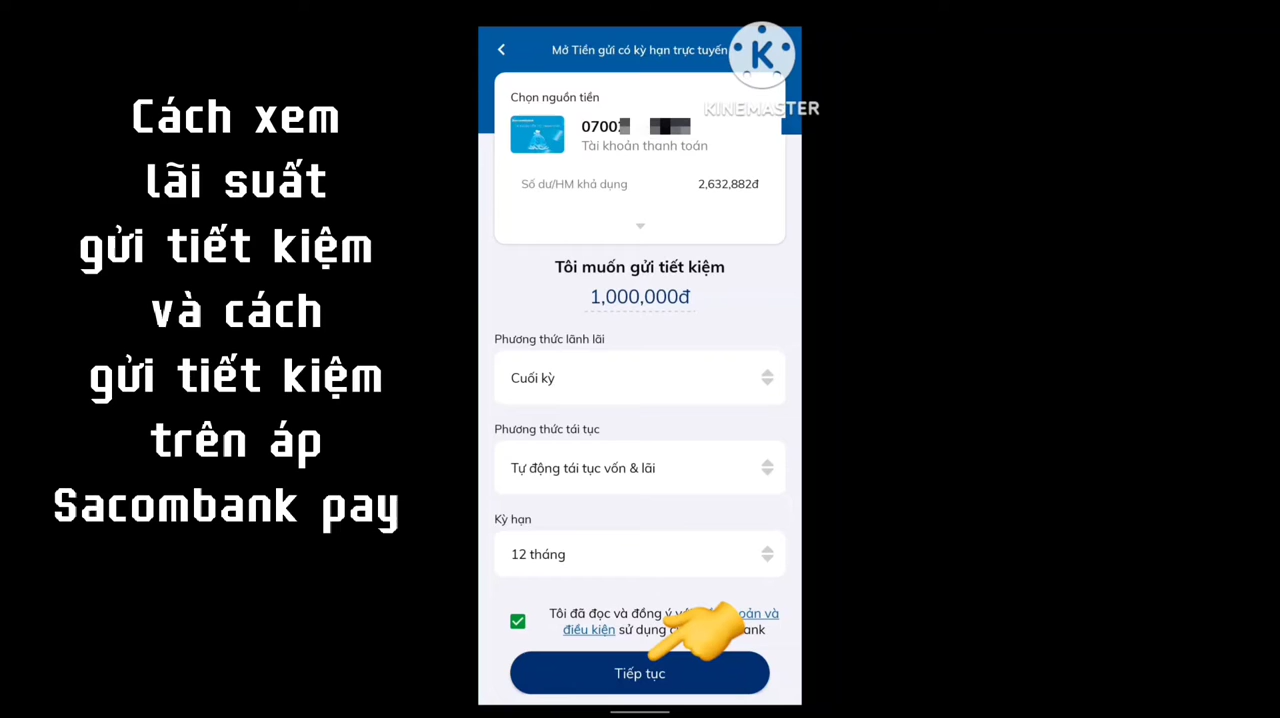 Cách xem
lãi suất
gửi tiết kiệm
và cách
gửi tiết kiệm
trên áp
Sacombank pay
Mở Tiền gửi có kỳ hạn trực tuyến
KINEMASTER
Chọn nguồn tiền
0700
Tài khoản thanh toán
Số dư/HM khả dụng 2,632,882đ
Tôi muốn gửi tiết kiệm
1,000,000đ
Phương thức lãnh lãi
Cuối kỳ
Phương thức tái tục
Tự động tái tục vốn & lãi
Kỳ hạn
12 tháng
Tôi đã đọc và đồng ý và
điều kiện sử dụng
Tiếp tục